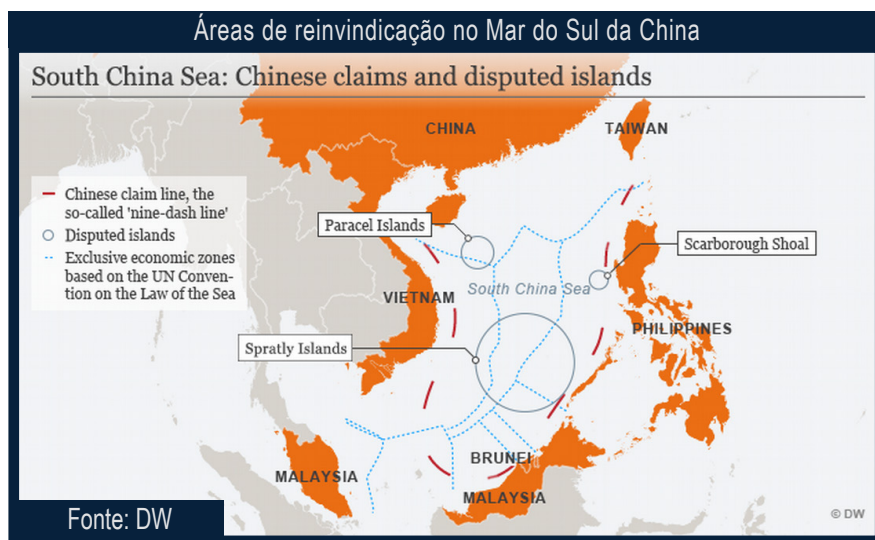 Áreas de reinvindicação no Mar do Sul da China
South China Sea: Chinese claims and disputed islands
CHINA
TAIWAN
Chinese claim line, the
so-called 'nine-dash line'
Disputed islands
Exclusive economic zones
based on the UN Conven-
tion on the Law of the Sea
Paracel Islands
Scarborough Shoal
South China Sea
VIETNAM
PHILIPPINES
Spratly Islands
BRUNEI
MALAYSIA
MALAYSIA
Fonte: DW
© DW